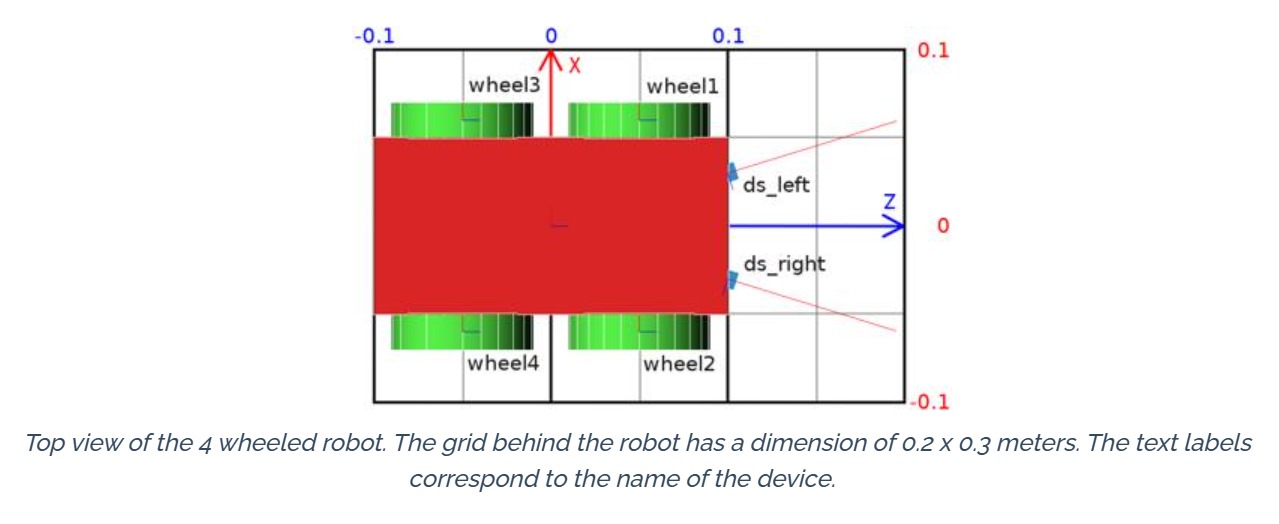 -0.1 0 0.1
0.1
X
wheel3 wheel1
ds_left
Z
0
ds_right
wheel4 wheel2
-0.1
Top view of the 4 wheeled robot. The grid behind the robot has a dimension of 0.2 x 0.3 meters. The text labels
correspond to the name of the device.